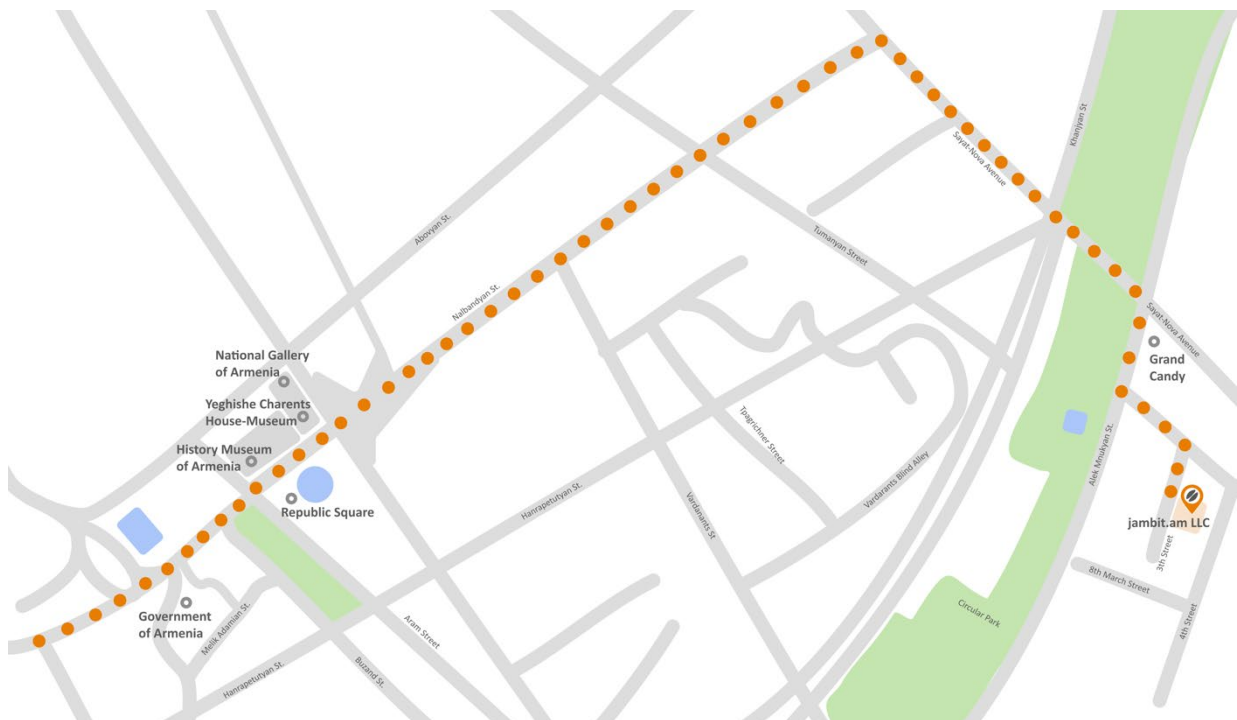 Khanjyan St.
Sayat-Nova Avenue
Abovyan St.
Tumanyan Street
Nalbandyan St.
Sayat-Nova Avenue
National Gallery
of Armenia
Grand
Candy
Yeghishe Charents
House-Museum
Tpagrichner Street
History Museum
of Armenia
Alek Mnukyan St.
Vardarants Blind Alley
Republic Square
Hanrapetutyan St.
Vardanants St
jambit.am LLC
3th Street
8th March Street
Circular Park
Government
of Armenia
Melik Adamian St.
Aram Street
4th Street
Hanrapetutyan St.
Buzand St.